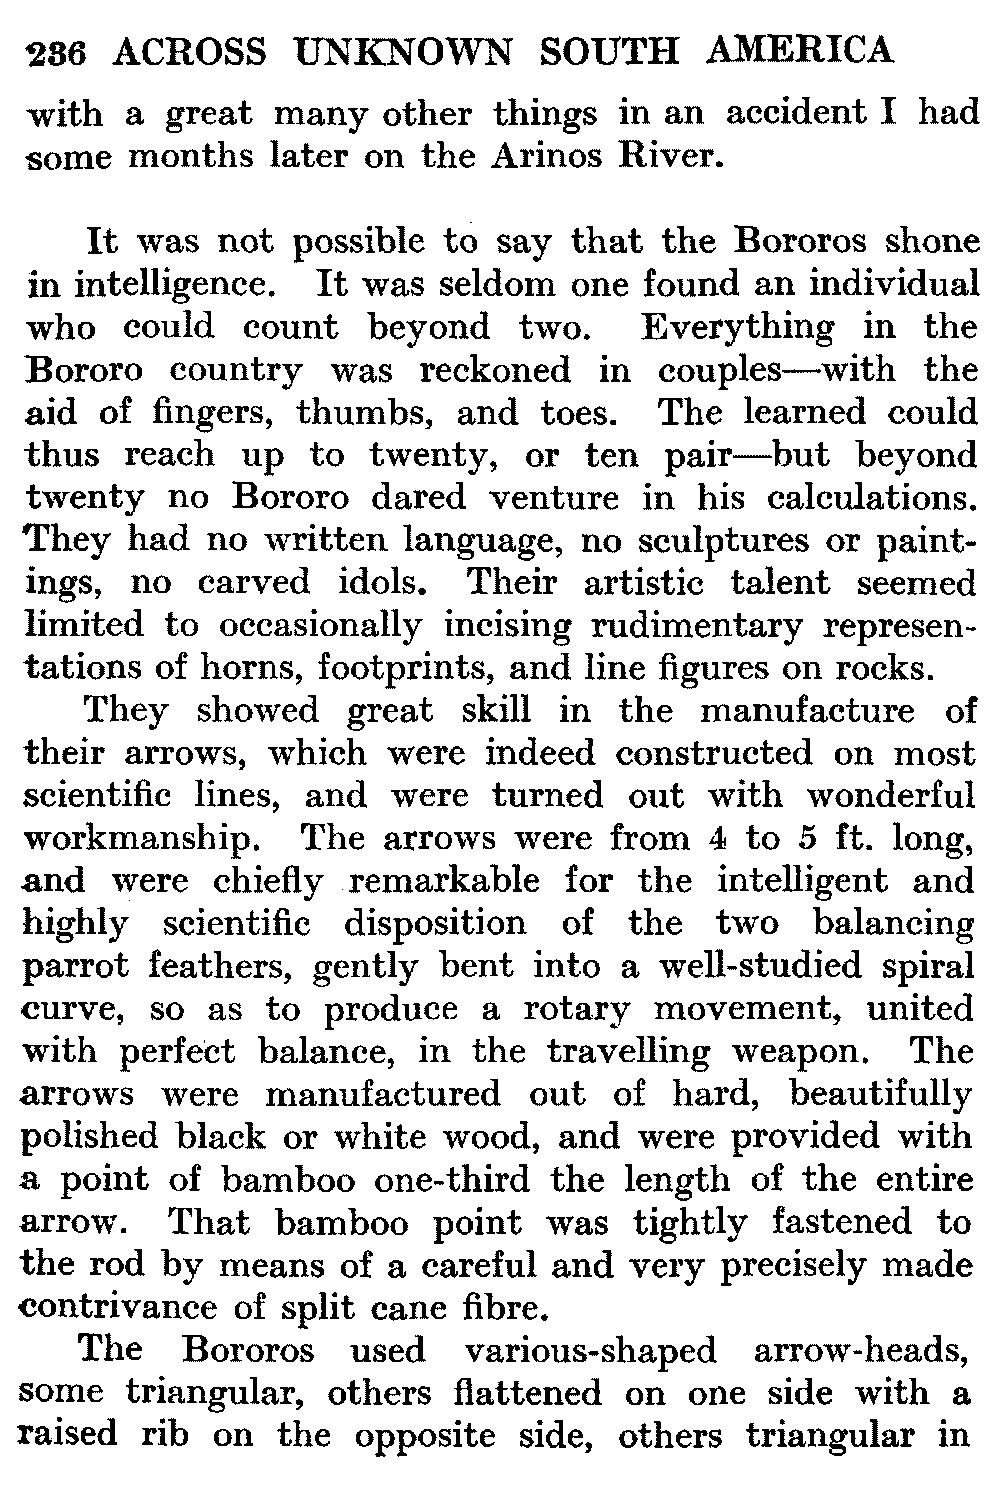 236 ACROSS UNKNOWN SOUTH AMERICA
with a great many other things in an accident I had
some months later on the Arinos River.
It was not possible to say that the Bororos shone
in intelligence. It was seldom one found an individual
who could count beyond two. Everything in the
Bororo country was reckoned in couples—with the
aid of fingers, thumbs, and toes. The learned could
thus reach up to twenty, or ten pair—but beyond
twenty no Bororo dared venture in his calculations.
They had no written language, no sculptures or paint-
ings, no carved idols. Their artistic talent seemed
limited to occasionally incising rudimentary represen-
tations of horns, footprints, and line figures on rocks.
They showed great skill in the manufacture of
their arrows, which were indeed constructed on most
scientific lines, and were turned out with wonderful
workmanship. The arrows were from 4 to 5 ft. long,
and were chiefly remarkable for the intelligent and
highly scientific disposition of the two balancing
parrot feathers, gently bent into a well-studied spiral
curve, so as to produce a rotary movement, united
with perfect balance, in the travelling weapon. The
arrows were manufactured out of hard, beautifully
polished black or white wood, and were provided with
a point of bamboo one-third the length of the entire
arrow. That bamboo point was tightly fastened to
the rod by means of a careful and very precisely made
contrivance of split cane fibre.
The Bororos used various-shaped arrow-heads,
some triangular, others flattened on one side with a
raised rib on the opposite side, others triangular in